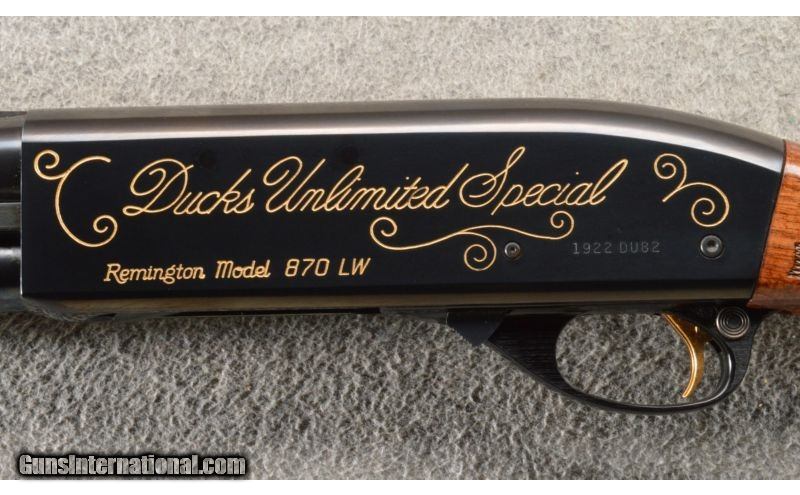 Ducks Unlimited Special
1922 DU82
Remington Model 870 LW
GunsInternational.com